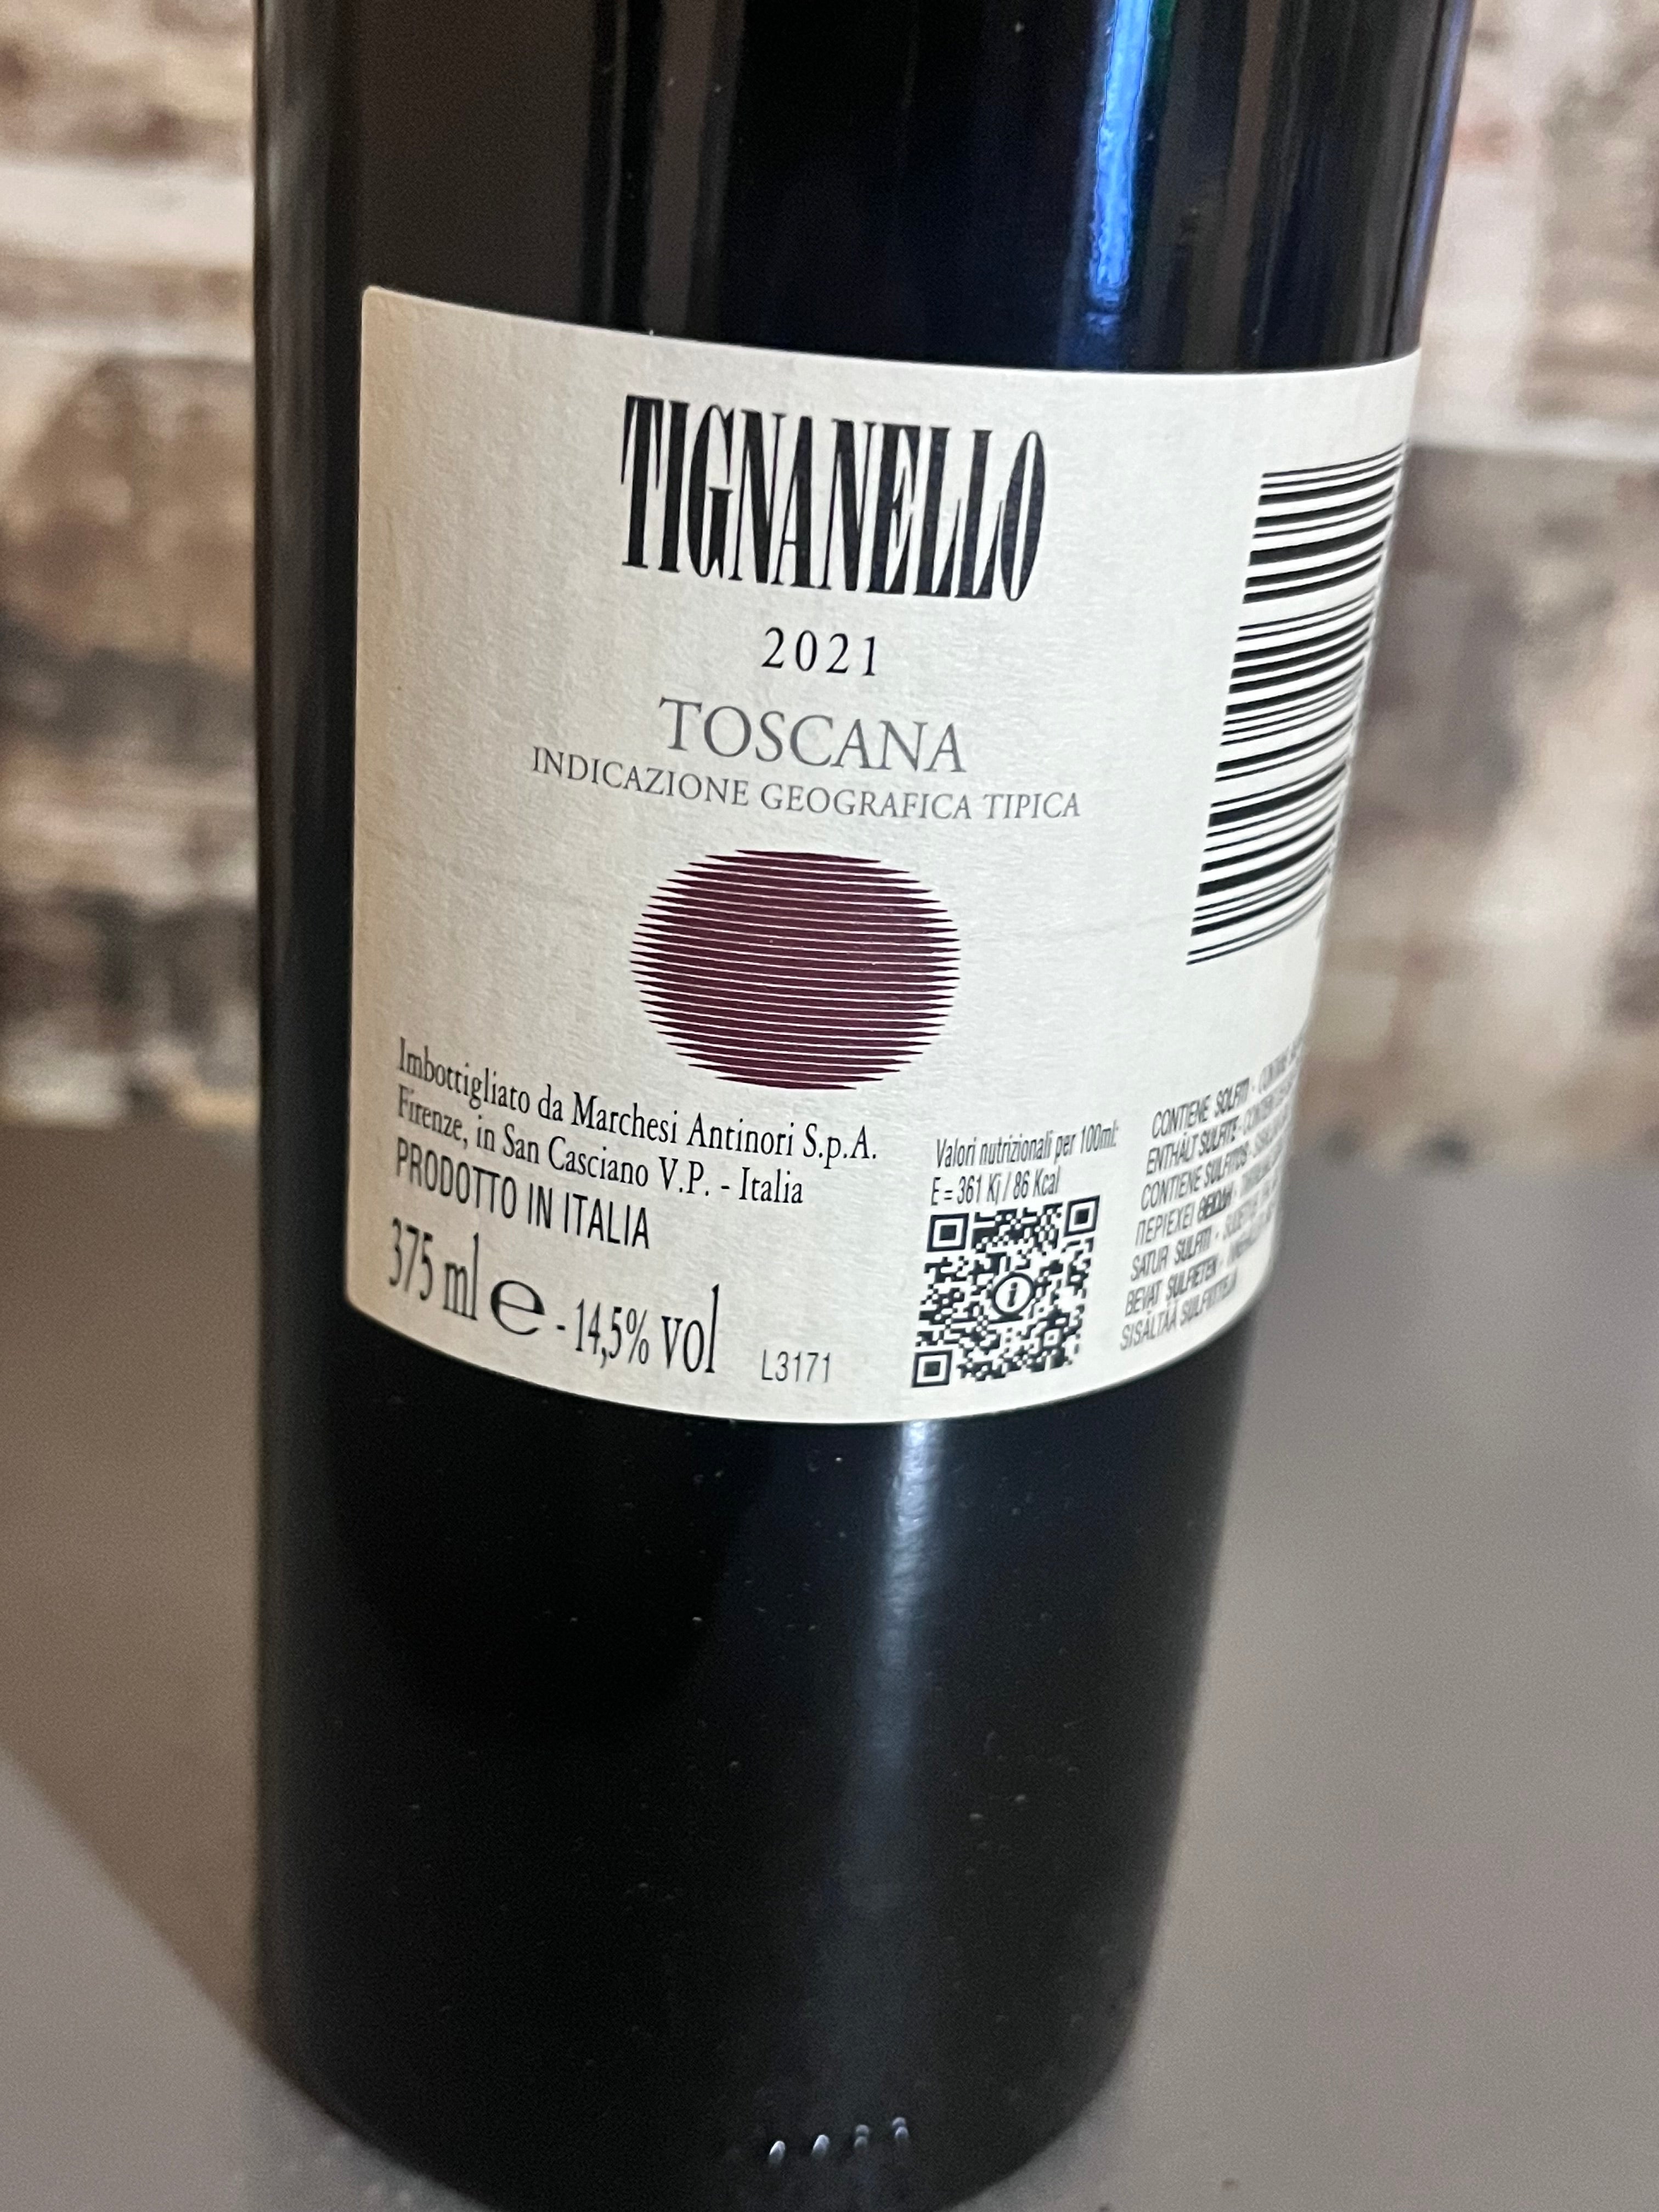 TIGNANELLO
2021
TOSCANA
INDICAZIONE GEOGRAFICA TIPICA
Imbottigliato da Marchesi Antinori S.p.A.
Firenze, in San Casciano V.P. - Italia
PRODOTTO IN ITALIA
375 ml e - 14,5% vol
L3171
Valori nutrizionali per 100ml:
E = 361 Kj / 86 Kcal
i
CONTIENE SOLFITI -
ENTHÄLT SULFITE -
CONTIENE SULFITOS -
ΠΕΡΙΕΧΕΙ
SATUR SULFITI -
BEVAT SULFIETEN -
SISÄLTÄÄ SULFIITTEJA